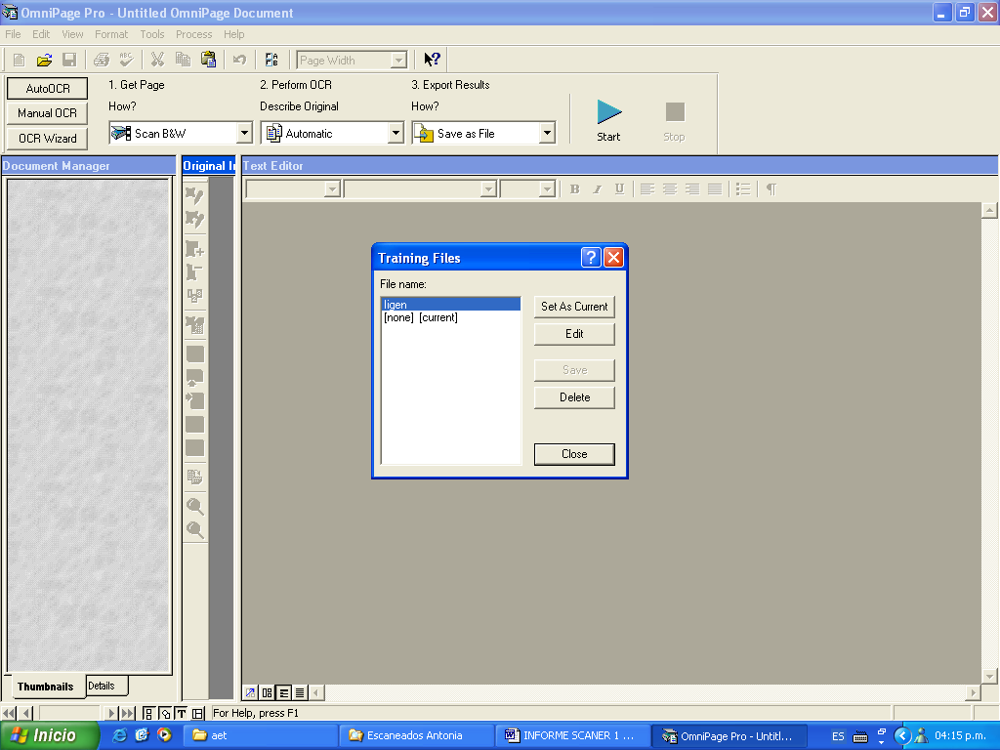 OmniPage Pro - Untitled OmniPage Document
File Edit View Format Tools Process Help
ABC
Page Width
AutoOCR
Manual OCR
OCR Wizard
1. Get Page
How?
Scan B&W
2. Perform OCR
Describe Original
Automatic
3. Export Results
How?
Save as File
Start
Stop
Document Manager
Original I
Text Editor
B I U
Training Files
File name:
ligen
[none] [current]
Set As Current
Edit
Save
Delete
Close
Thumbnails
Details
For Help, press F1
Inicio
aet
Escaneados Antonia
INFORME SCANER 1 ...
OmniPage Pro - Untitl...
ES
04:15 p.m.